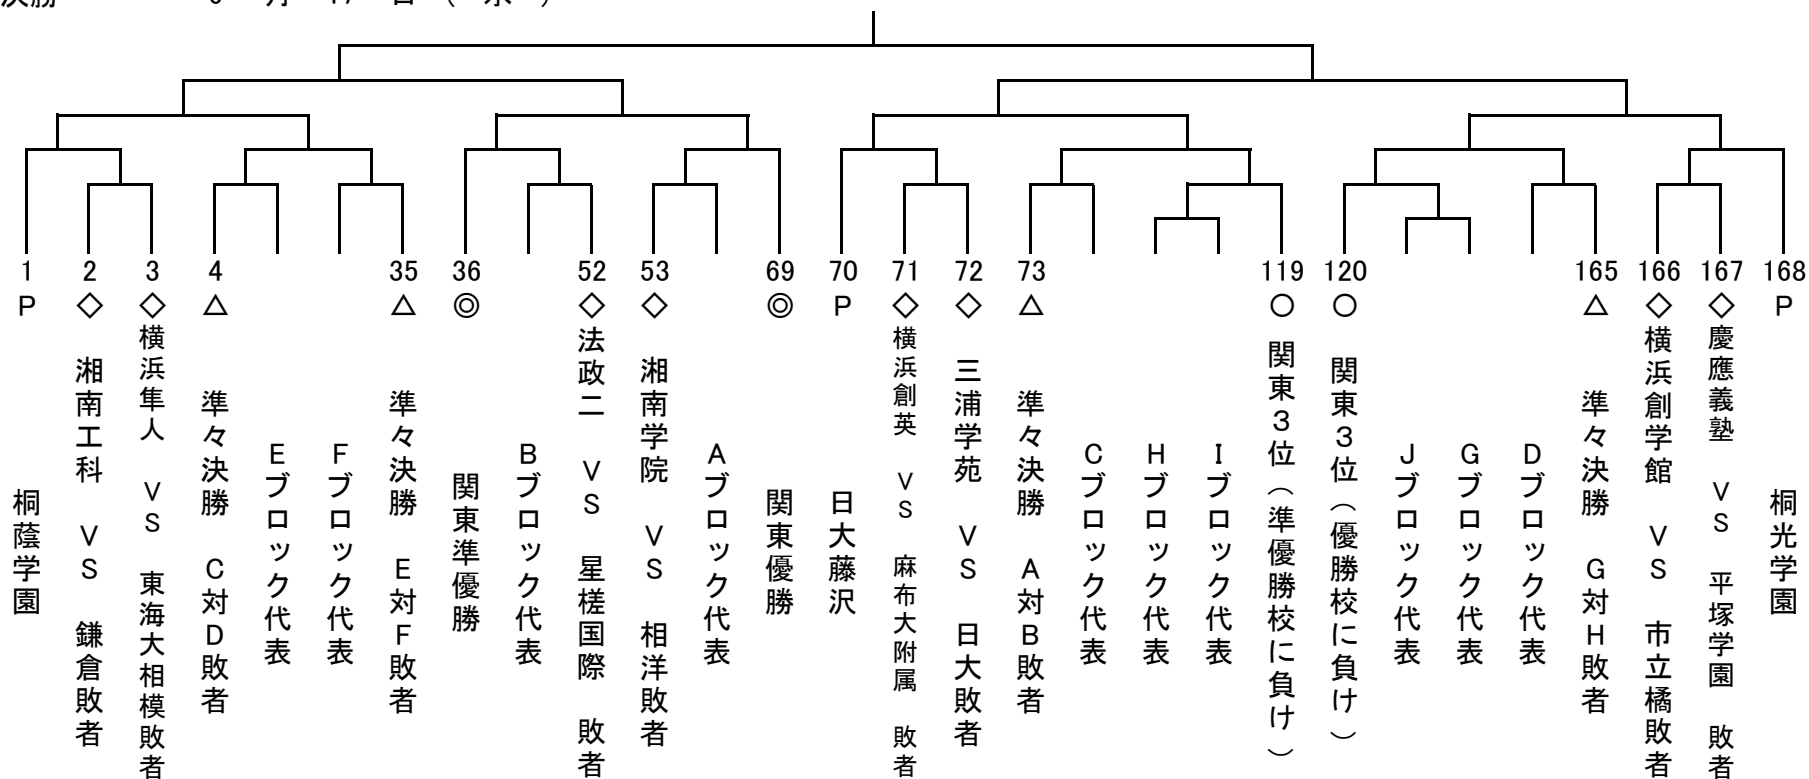 1 2 3 4 35 36 52 53 69 70 71 72 73 119 120 165 166 167 168
P ◇ ◇ △ △ ◎ ◇ ◇ ◎ P ◇ ◇ △ ○ ○ △ ◇ ◇ P
桐蔭学園
湘南工科 VS 鎌倉敗者
横浜隼人 VS 東海大相模敗者
準々決勝 C対D敗者
Eブロック代表
Fブロック代表
準々決勝 E対F敗者
関東準優勝
Bブロック代表
法政二 VS 星槎国際 敗者
湘南学院 VS 相洋敗者
Aブロック代表
関東優勝
日大藤沢
横浜創英 VS 麻布大附属 敗者
三浦学苑 VS 日大敗者
準々決勝 A対B敗者
Cブロック代表
Hブロック代表
Iブロック代表
関東3位(準優勝校に負け)
関東3位(優勝校に負け)
Jブロック代表
Gブロック代表
Dブロック代表
準々決勝 G対H敗者
横浜創学館 VS 市立橘敗者
慶應義塾 VS 平塚学園 敗者
桐光学園